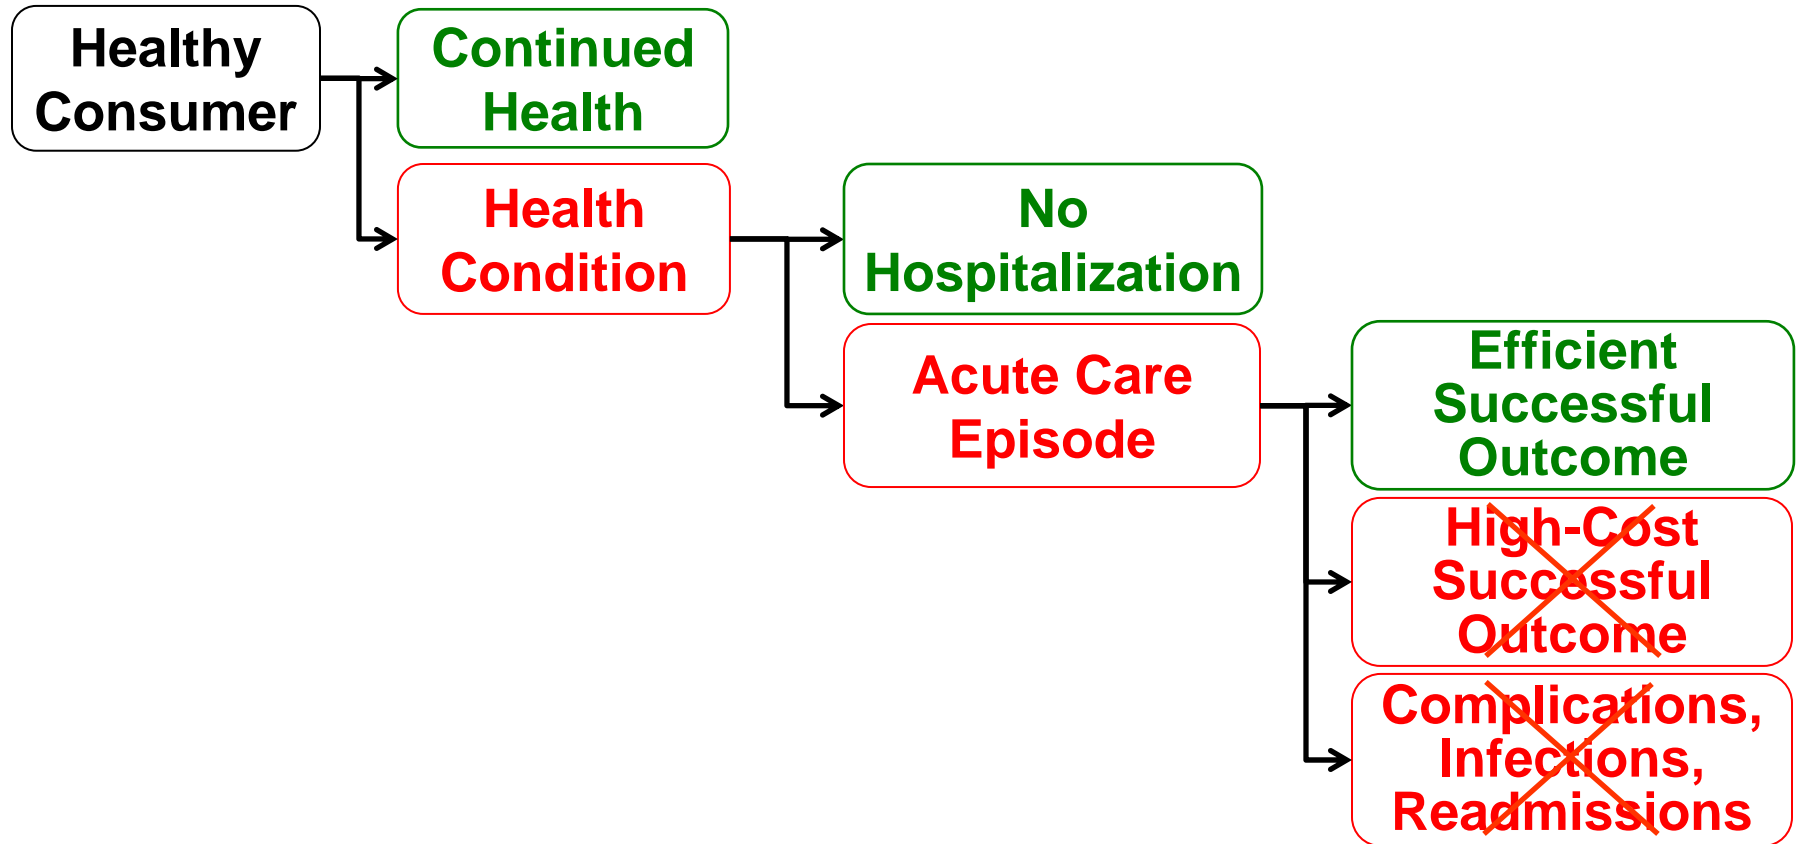 Healthy
Consumer
Continued
Health
Health
Condition
No
Hospitalization
Acute Care
Episode
Efficient
Successful
Outcome
High-Cost
Successful
Outcome
Complications,
Infections,
Readmissions